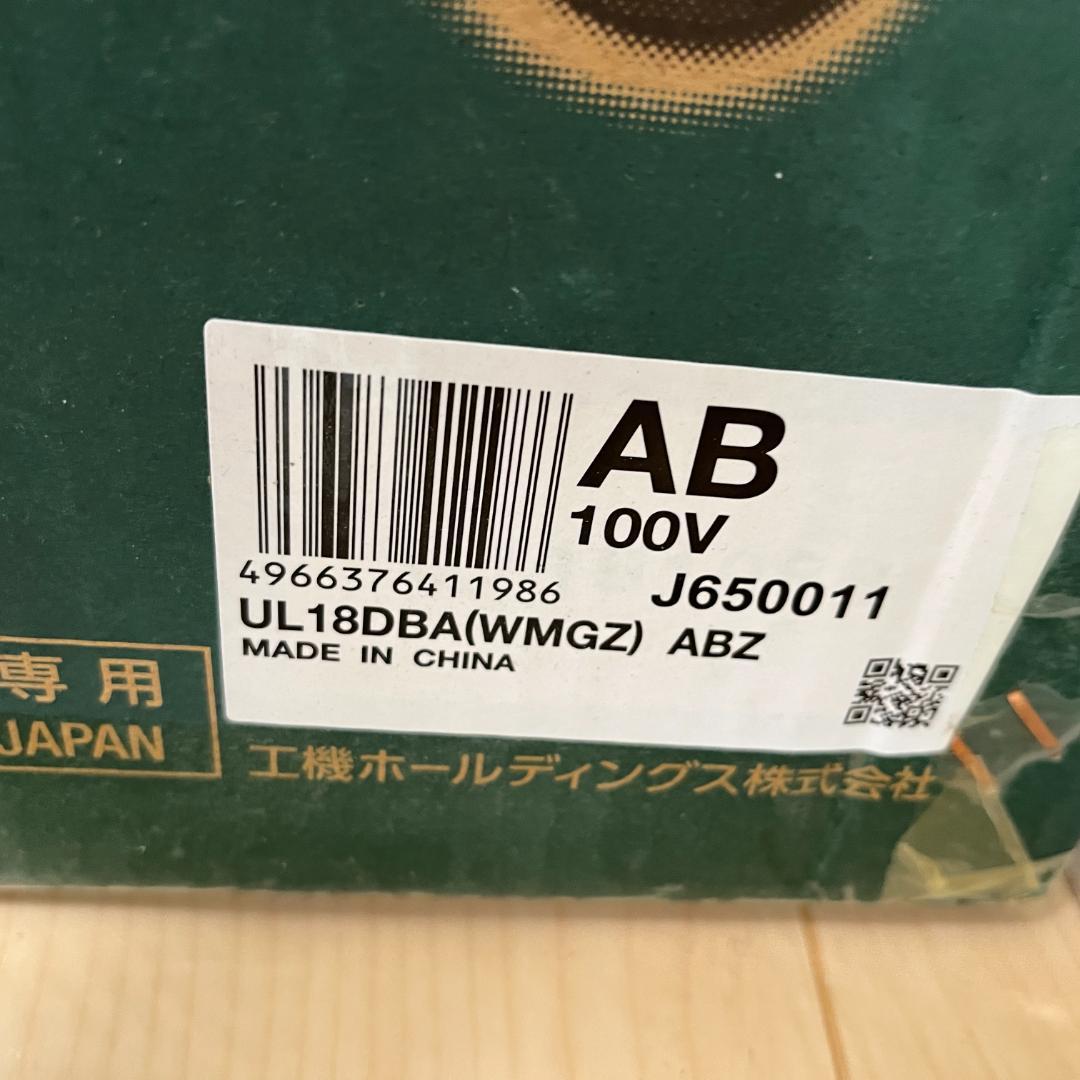 AB
100V
4966376411986
J650011
UL18DBA(WMGZ) ABZ
MADE IN CHINA
専用
JAPAN
工機ホールディングス株式会社